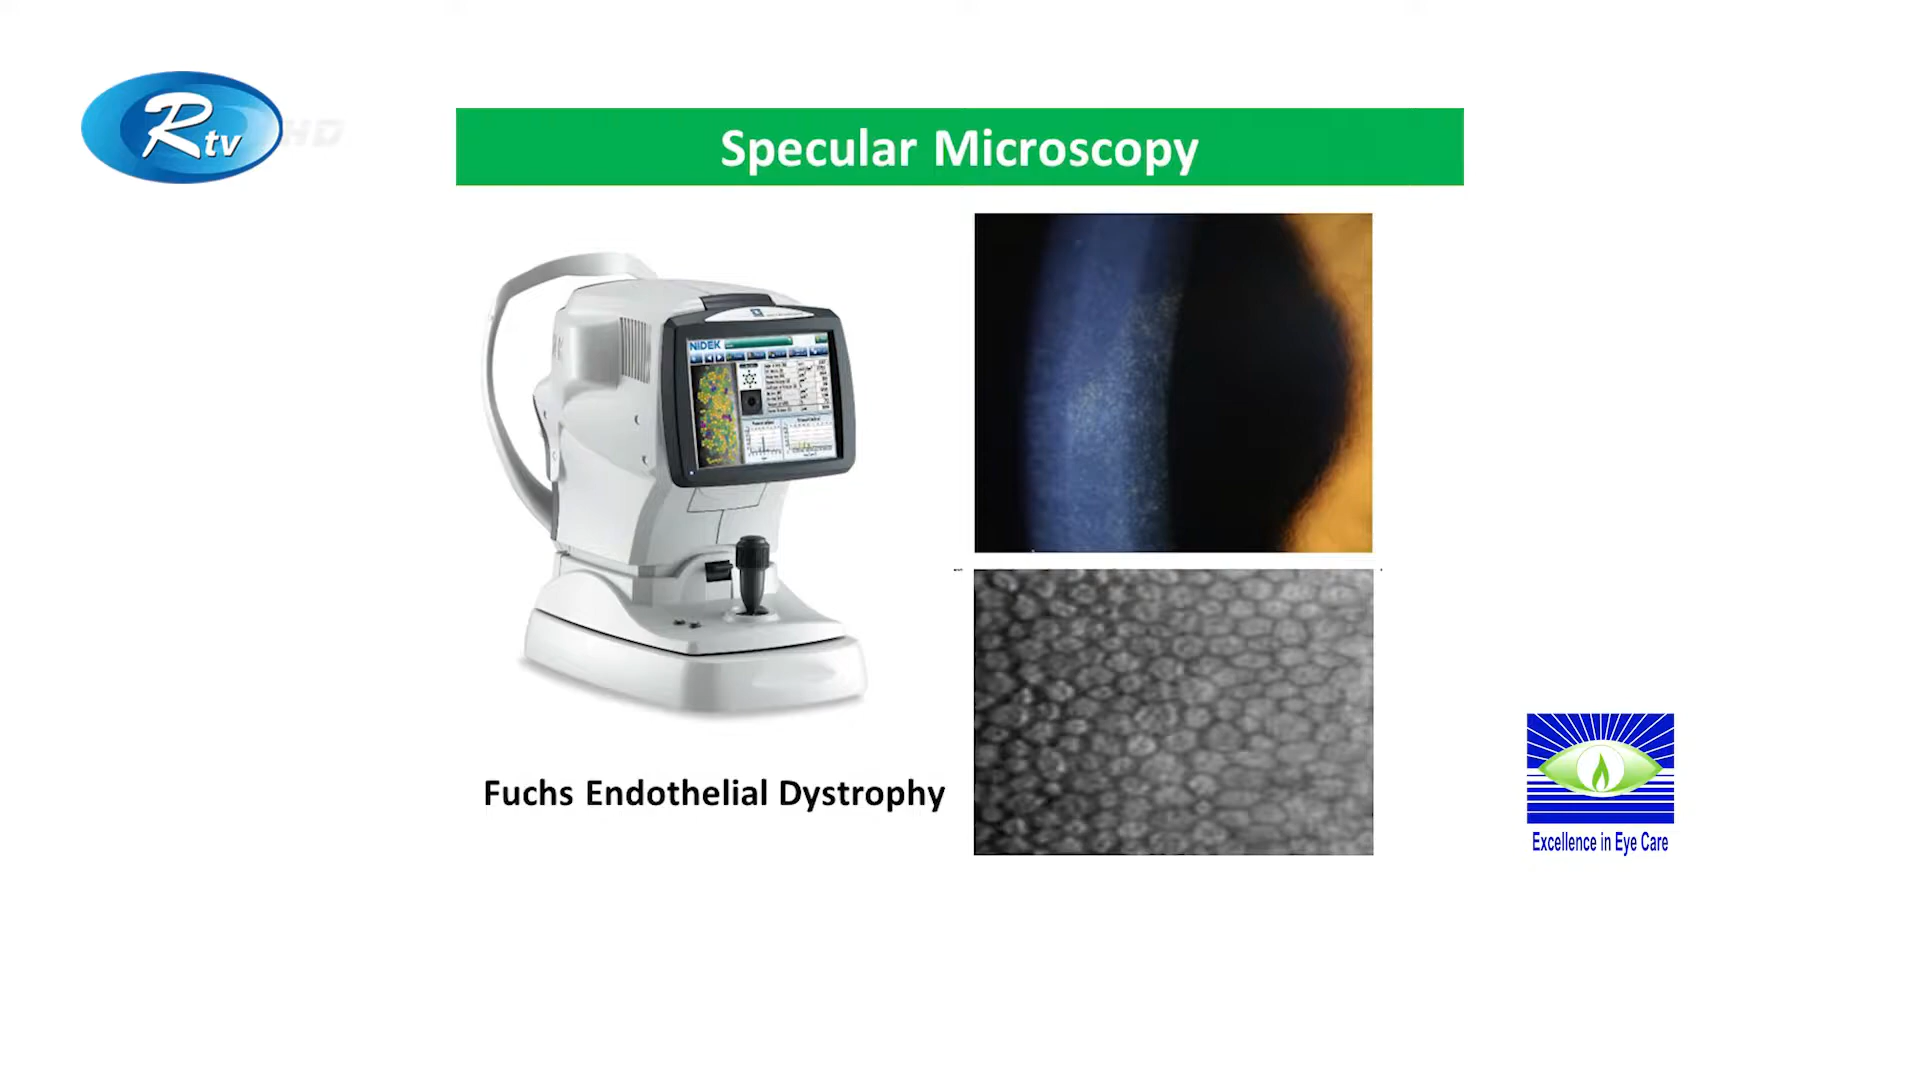 Rtv HD
Specular Microscopy
NIDEK
Fuchs Endothelial Dystrophy
Excellence in Eye Care